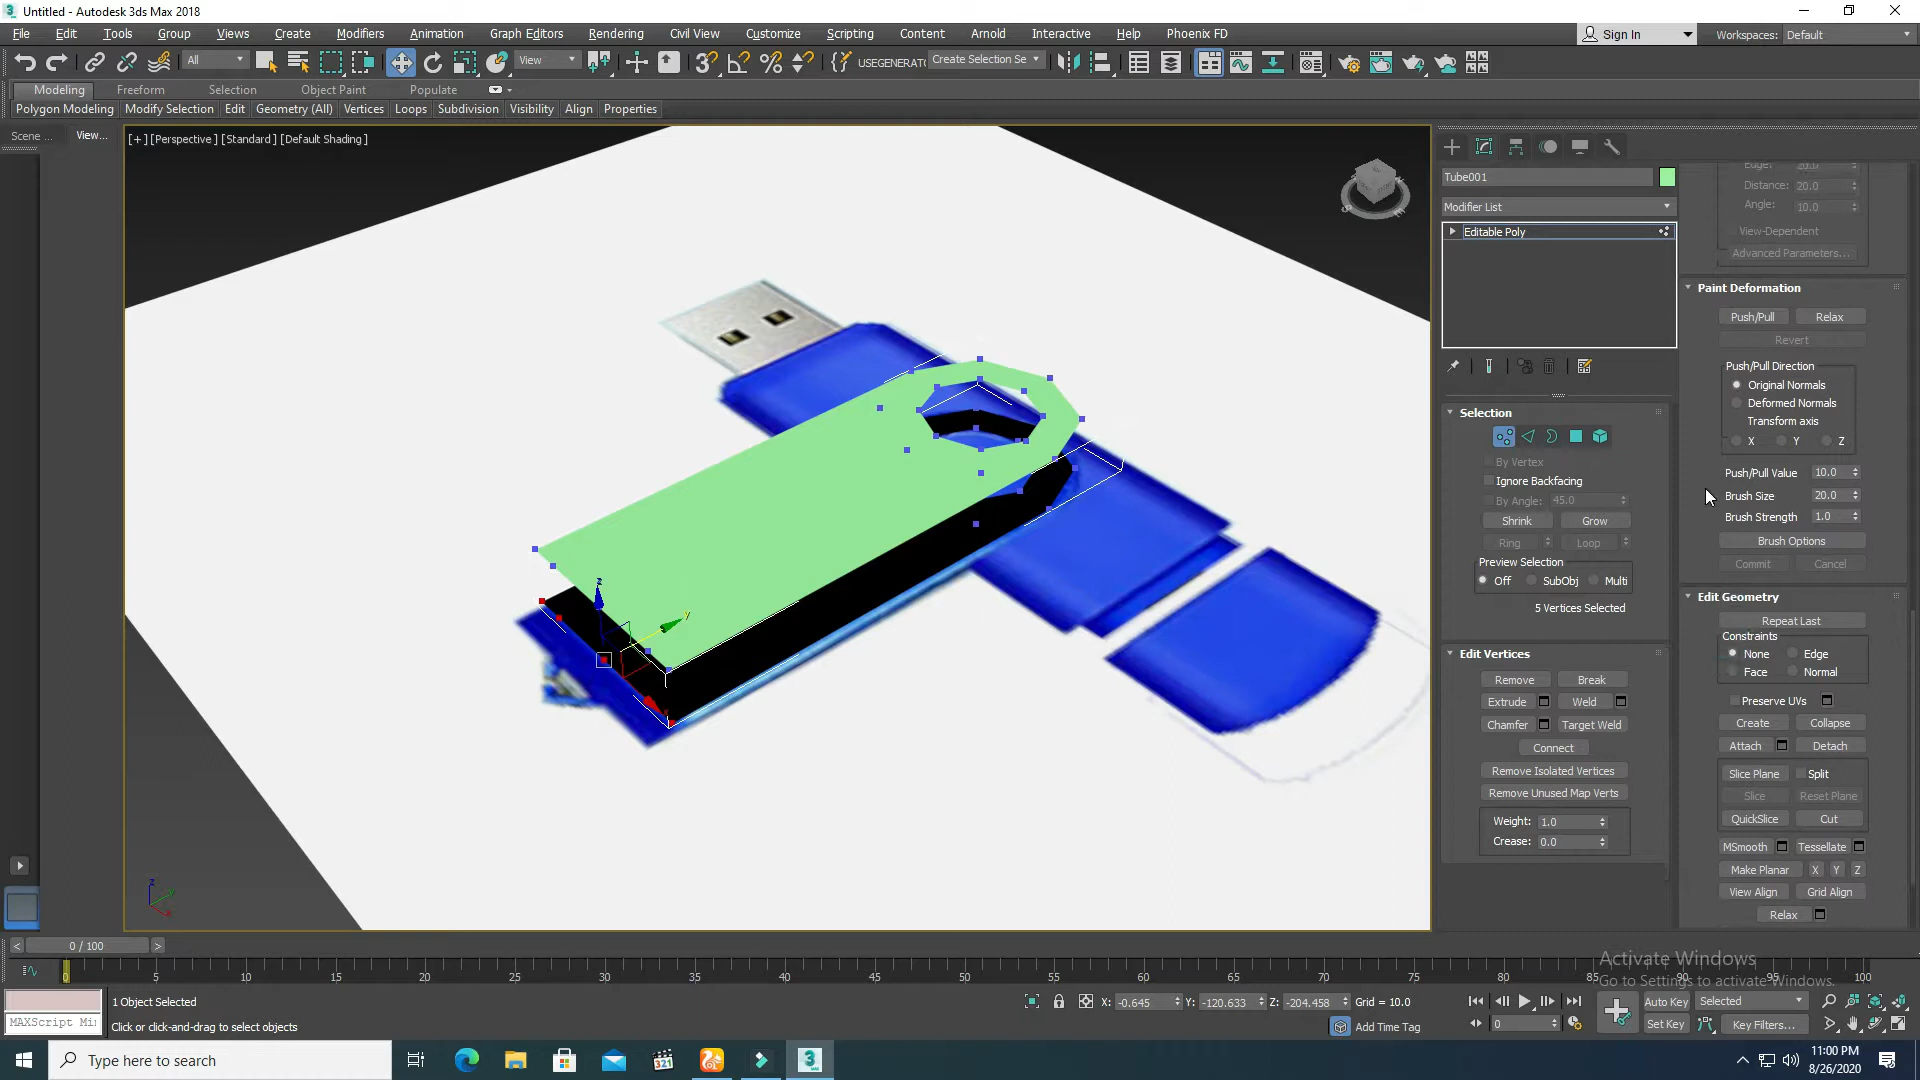 Untitled - Autodesk 3ds Max 2018
File Edit Tools Group Views Create Modifiers Animation Graph Editors Rendering Civil View Customize Scripting Content Arnold Interactive Help Phoenix FD
Sign In Workspaces: Default
All View USEGENERATO Create Selection Se
Modeling Freeform Selection Object Paint Populate
Polygon Modeling Modify Selection Edit Geometry (All) Vertices Loops Subdivision Visibility Align Properties
Scene ... View...
[+] [Perspective] [Standard] [Default Shading]
Tube001
Modifier List
Editable Poly
Selection
By Vertex
Ignore Backfacing
By Angle: 45.0
Shrink Grow
Ring Loop
Preview Selection
Off SubObj Multi
5 Vertices Selected
Edit Vertices
Remove Break
Extrude Weld
Chamfer Target Weld
Connect
Remove Isolated Vertices
Remove Unused Map Verts
Weight: 1.0
Crease: 0.0
Edge: 20.0
Distance: 20.0
Angle: 10.0
View-Dependent
Advanced Parameters...
Paint Deformation
Push/Pull Relax
Revert
Push/Pull Direction
Original Normals
Deformed Normals
Transform axis
X Y Z
Push/Pull Value 10.0
Brush Size 20.0
Brush Strength 1.0
Brush Options
Commit Cancel
Edit Geometry
Repeat Last
Constraints
None Edge
Face Normal
Preserve UVs
Create Collapse
Attach Detach
Slice Plane Split
Slice Reset Plane
QuickSlice Cut
MSmooth Tessellate
Make Planar X Y Z
View Align Grid Align
Relax
z y
z
0 / 100
0 5 10 15 20 25 30 35 40 45 50 55 60 65 70 75 80 85 90 95 100
Activate Windows
Go to Settings to activate Windows.
1 Object Selected
X: -0.645 Y: -120.633 Z: -204.458 Grid = 10.0
Auto Key Selected
MAXScript Mi
Click or click-and-drag to select objects
Add Time Tag
0
Set Key Key Filters...
Type here to search
321
3
11:00 PM
8/26/2020